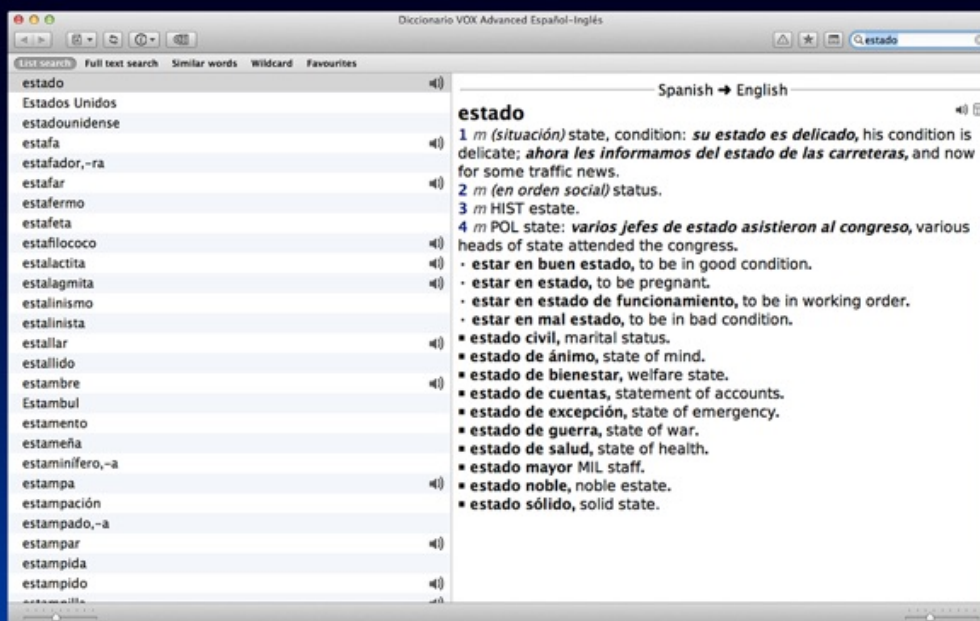 Diccionario VOX Advanced Español-Inglés
estado
List search Full text search Similar words Wildcard Favourites
estado
Estados Unidos
estadounidense
estafa
estafador,-ra
estafar
estafermo
estafeta
estafilococo
estalactita
estalagmita
estalinismo
estalinista
estallar
estallido
estambre
Estambul
estamento
estameña
estaminífero,-a
estampa
estampación
estampado,-a
estampar
estampida
estampido
Spanish ➔ English
estado
1 m (situación) state, condition: su estado es delicado, his condition is
delicate; ahora les informamos del estado de las carreteras, and now
for some traffic news.
2 m (en orden social) status.
3 m HIST estate.
4 m POL state: varios jefes de estado asistieron al congreso, various
heads of state attended the congress.
· estar en buen estado, to be in good condition.
· estar en estado, to be pregnant.
· estar en estado de funcionamiento, to be in working order.
· estar en mal estado, to be in bad condition.
▪ estado civil, marital status.
▪ estado de ánimo, state of mind.
▪ estado de bienestar, welfare state.
▪ estado de cuentas, statement of accounts.
▪ estado de excepción, state of emergency.
▪ estado de guerra, state of war.
▪ estado de salud, state of health.
▪ estado mayor MIL staff.
▪ estado noble, noble estate.
▪ estado sólido, solid state.